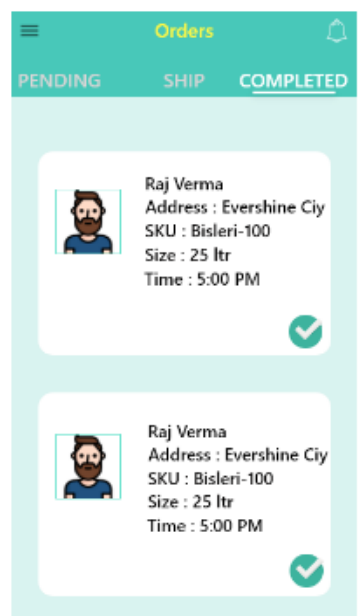 Orders
PENDING SHIP COMPLETED
Raj Verma
Address : Evershine Ciy
SKU : Bisleri-100
Size : 25 ltr
Time : 5:00 PM
Raj Verma
Address : Evershine Ciy
SKU : Bisleri-100
Size : 25 ltr
Time : 5:00 PM